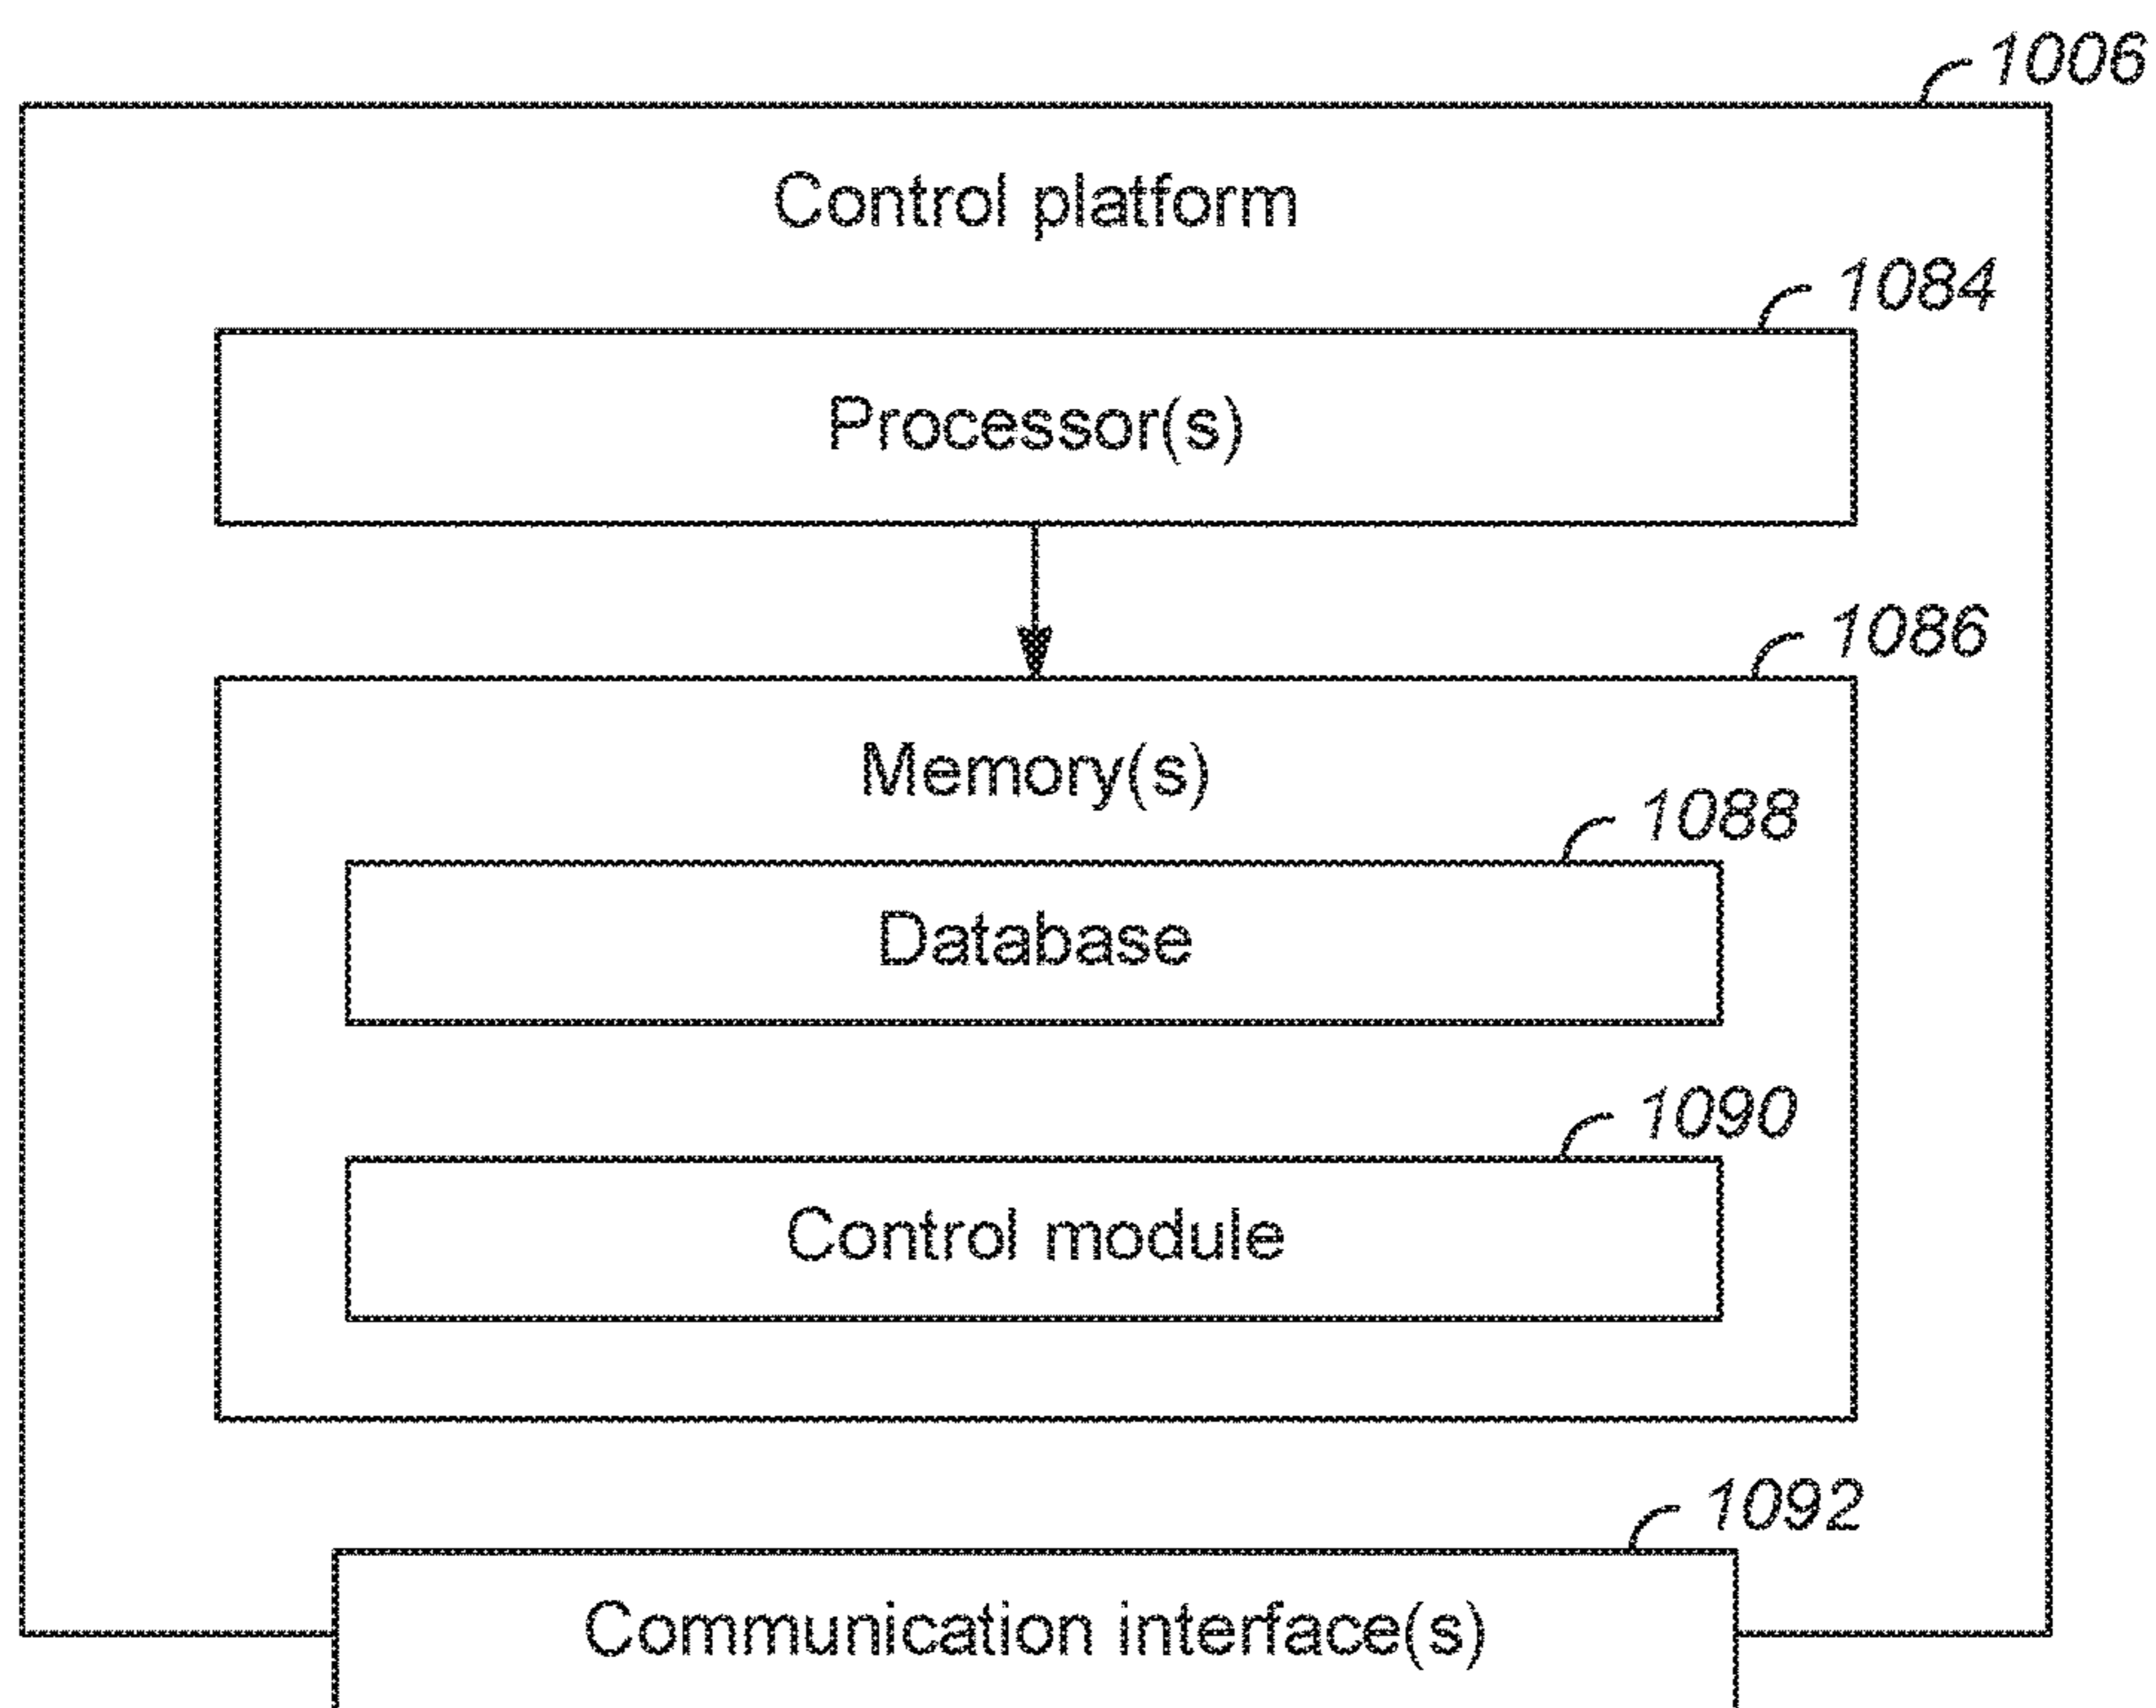 1006
Control platform
1084
Processor(s)
1086
Memory(s)
1088
Database
1090
Control module
1092
Communication interface(s)